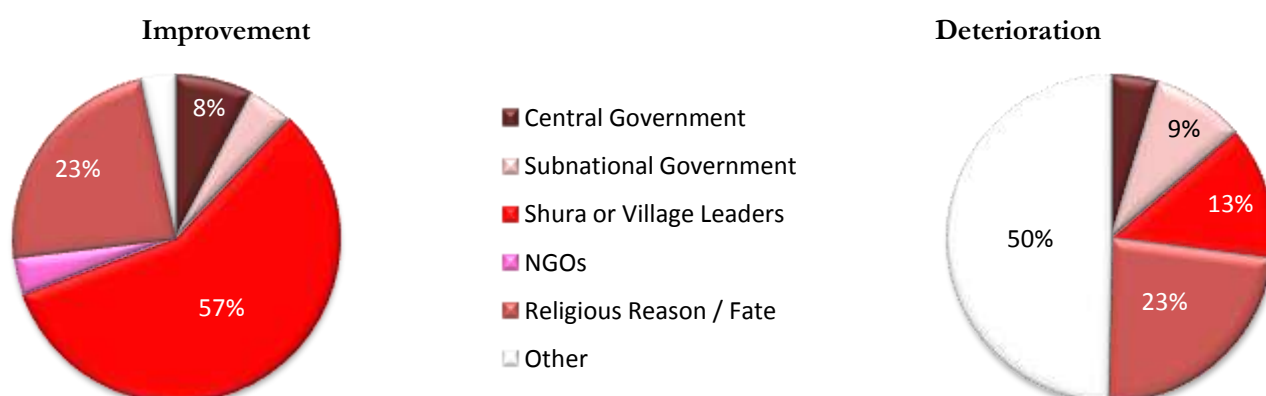 Improvement
Deterioration
8%
23%
57%
Central Government
Subnational Government
Shura or Village Leaders
NGOs
Religious Reason / Fate
Other
9%
13%
50%
23%